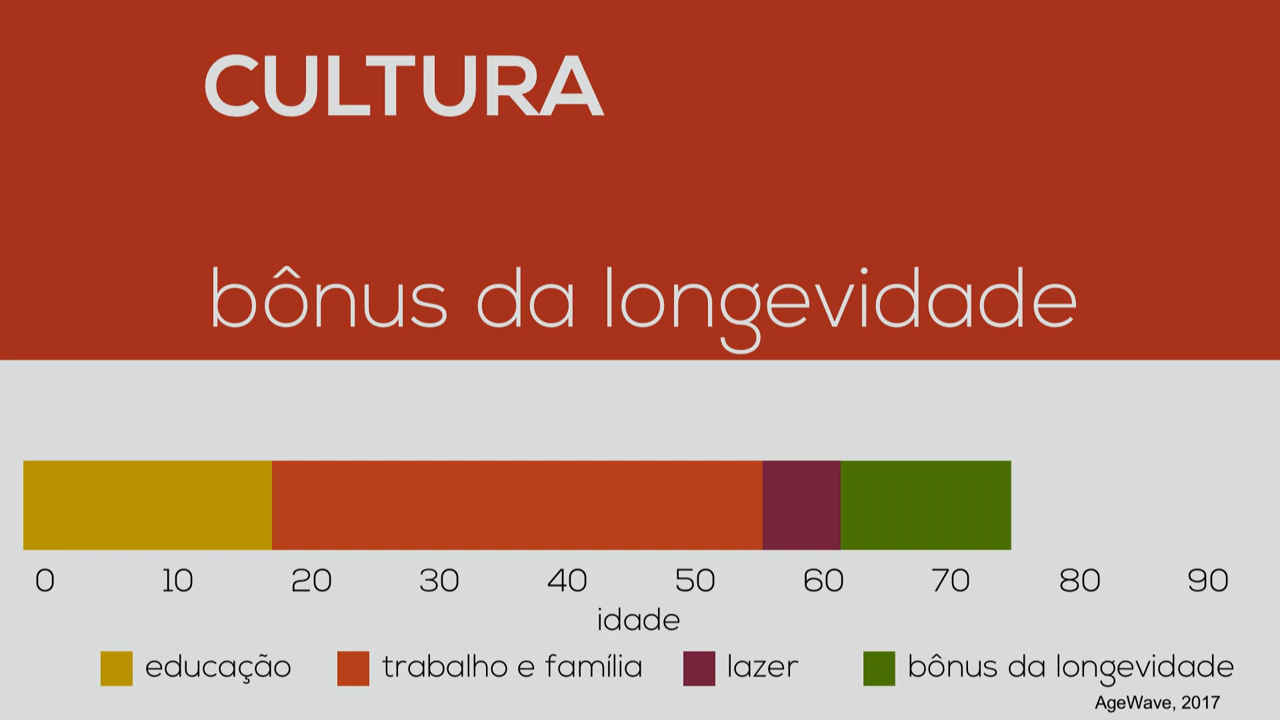 CULTURA
bônus da longevidade
0 10 20 30 40 50 60 70 80 90
idade
educação trabalho e família lazer bônus da longevidade
AgeWave, 2017